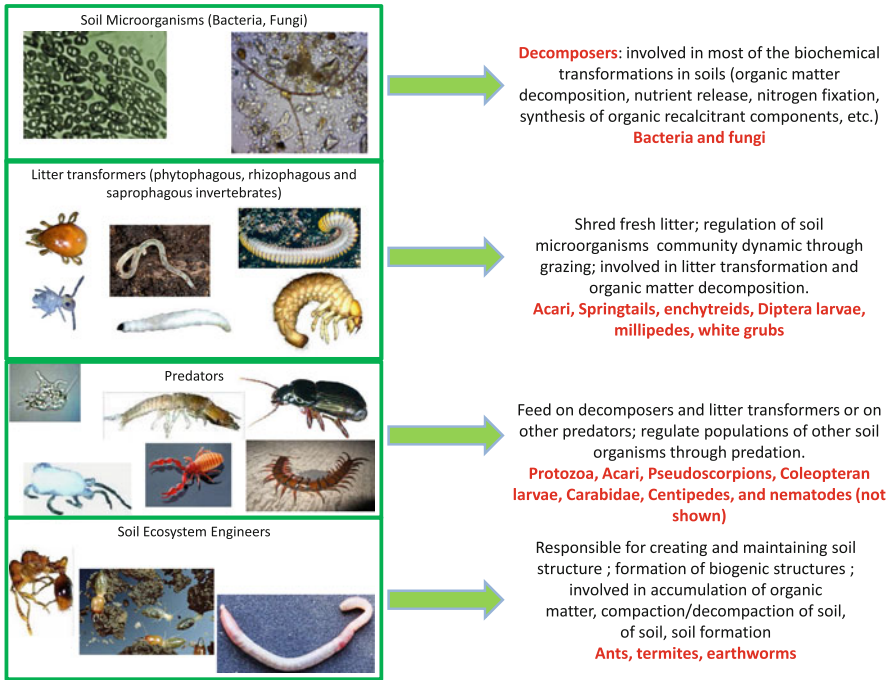 Soil Microorganisms (Bacteria, Fungi)
Decomposers: involved in most of the biochemical
transformations in soils (organic matter
decomposition, nutrient release, nitrogen fixation,
synthesis of organic recalcitrant components, etc.)
Bacteria and fungi
Litter transformers (phytophagous, rhizophagous and
saprophagous invertebrates)
Shred fresh litter; regulation of soil
microorganisms community dynamic through
grazing; involved in litter transformation and
organic matter decomposition.
Acari, Springtails, enchytreids, Diptera larvae,
millipedes, white grubs
Predators
Feed on decomposers and litter transformers or on
other predators; regulate populations of other soil
organisms through predation.
Protozoa, Acari, Pseudoscorpions, Coleopteran
larvae, Carabidae, Centipedes, and nematodes (not
shown)
Soil Ecosystem Engineers
Responsible for creating and maintaining soil
structure ; formation of biogenic structures ;
involved in accumulation of organic
matter, compaction/decompaction of soil,
of soil, soil formation
Ants, termites, earthworms